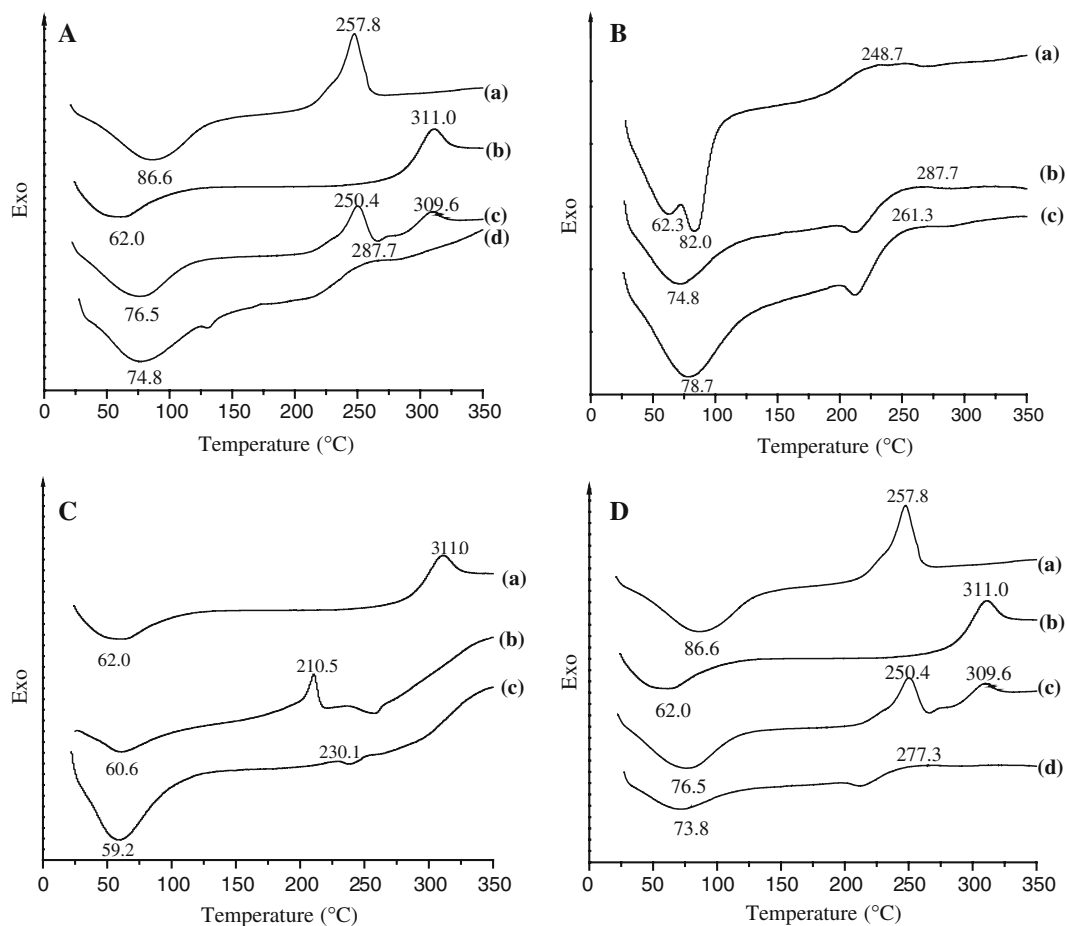 A
257.8
(a)
311.0
(b)
86.6
250.4
309.6
(c)
62.0
(d)
287.7
76.5
74.8
Exo
0 50 100 150 200 250 300 350
Temperature (°C)
B
248.7
(a)
287.7
(b)
62.3
82.0
261.3
(c)
74.8
78.7
Exo
0 50 100 150 200 250 300 350
Temperature (°C)
C
3110
(a)
62.0
(b)
210.5
(c)
60.6
230.1
59.2
Exo
0 50 100 150 200 250 300 350
Temperature (°C)
D
257.8
(a)
311.0
(b)
86.6
250.4
309.6
(c)
62.0
277.3
(d)
76.5
73.8
Exo
0 50 100 150 200 250 300 350
Temperature (°C)